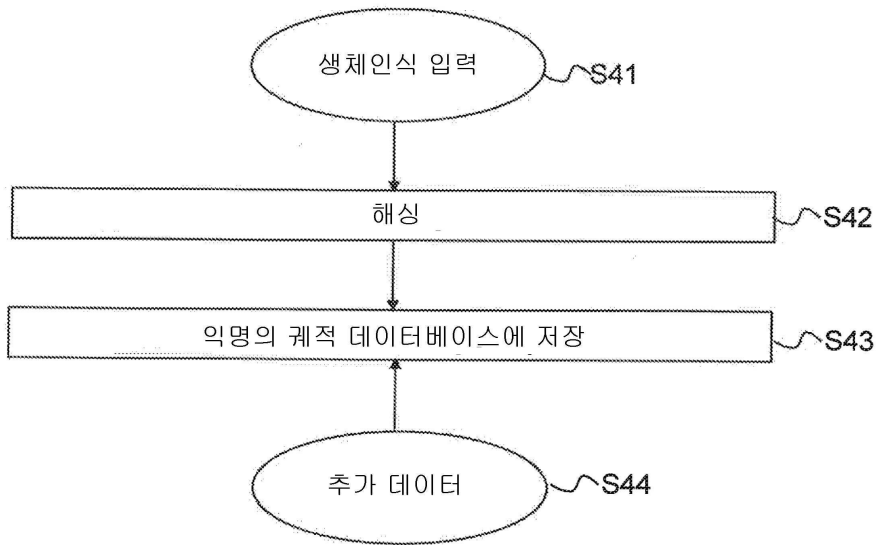 생체인식 입력
S41
해싱
S42
익명의 궤적 데이터베이스에 저장
S43
추가 데이터
S44